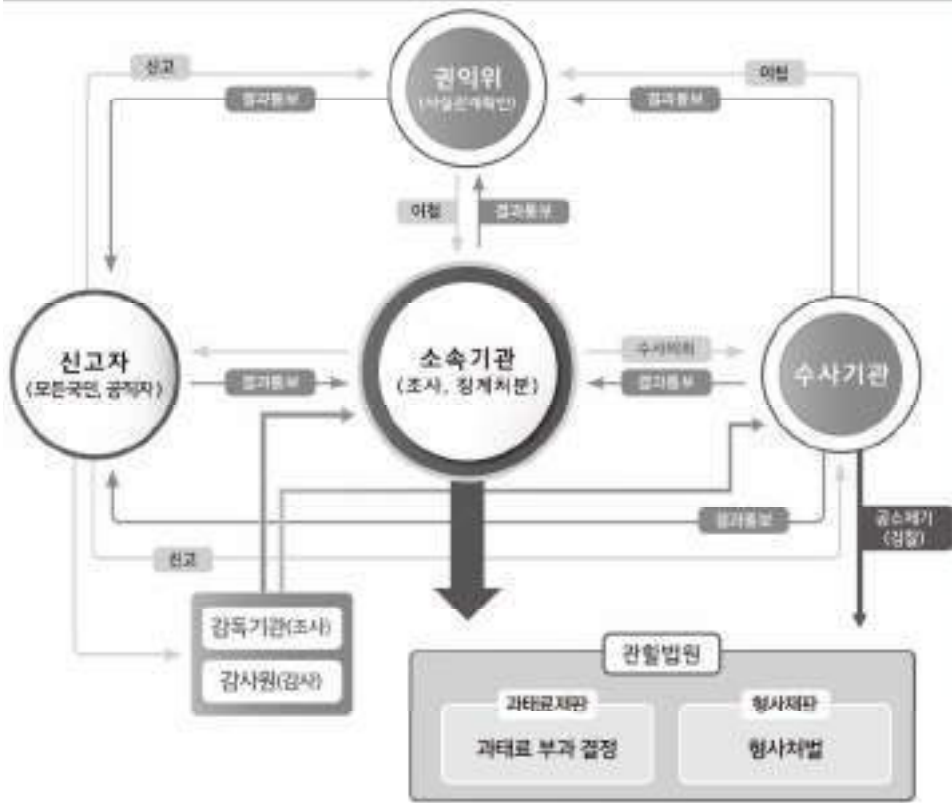 신고
이첩
권익위
(사실관계확인)
결과통보
결과통보
이첩
결과통보
신고자
(모든국민, 공직자)
소속기관
(조사, 징계처분)
수사의뢰
수사기관
결과통보
결과통보
결과통보
공소제기
(검찰)
신고
감독기관(조사)
감사원(감사)
관할법원
과태료재판
형사재판
과태료 부과 결정
형사처벌